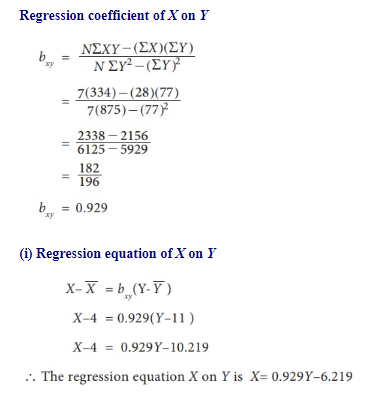 Regression coefficient of X on Y
b_xy = NΣXY–(ΣX)(ΣY) / N ΣY²–(ΣY)²
= 7(334)–(28)(77) / 7(875)–(77)²
= 2338–2156 / 6125–5929
= 182 / 196
b_xy = 0.929
(i) Regression equation of X on Y
X–X̅ = b_xy(Y-Y̅)
X–4 = 0.929(Y–11 )
X–4 = 0.929Y–10.219
∴ The regression equation X on Y is X= 0.929Y–6.219